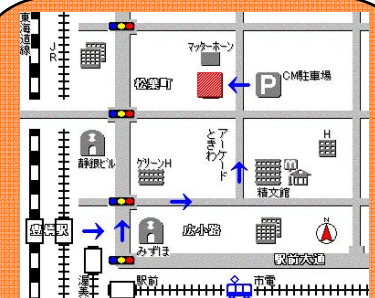 東海道線
JR
マッターホーン
松葉町
P
CM駐車場
静銀ビル
グリーンH
アーケード
ときわ
H
精文館
豊橋駅
みずほ
広小路
N
駅前大通
渥美
駅前
市電